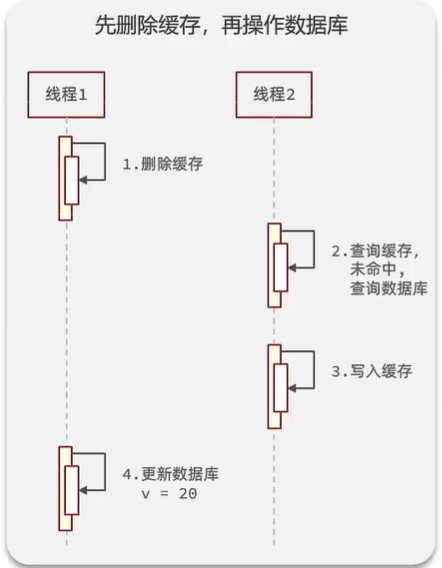 先删除缓存，再操作数据库
线程1
线程2
1.删除缓存
2.查询缓存，
未命中，
查询数据库
3.写入缓存
4.更新数据库
v = 20